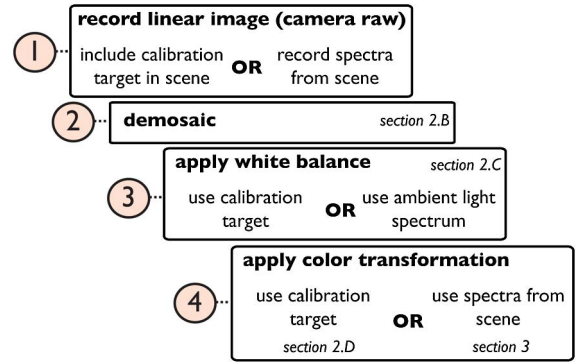 1
record linear image (camera raw)
include calibration target in scene
OR
record spectra from scene
2
demosaic
section 2.B
3
apply white balance
section 2.C
use calibration target
OR
use ambient light spectrum
4
apply color transformation
use calibration target
section 2.D
OR
use spectra from scene
section 3